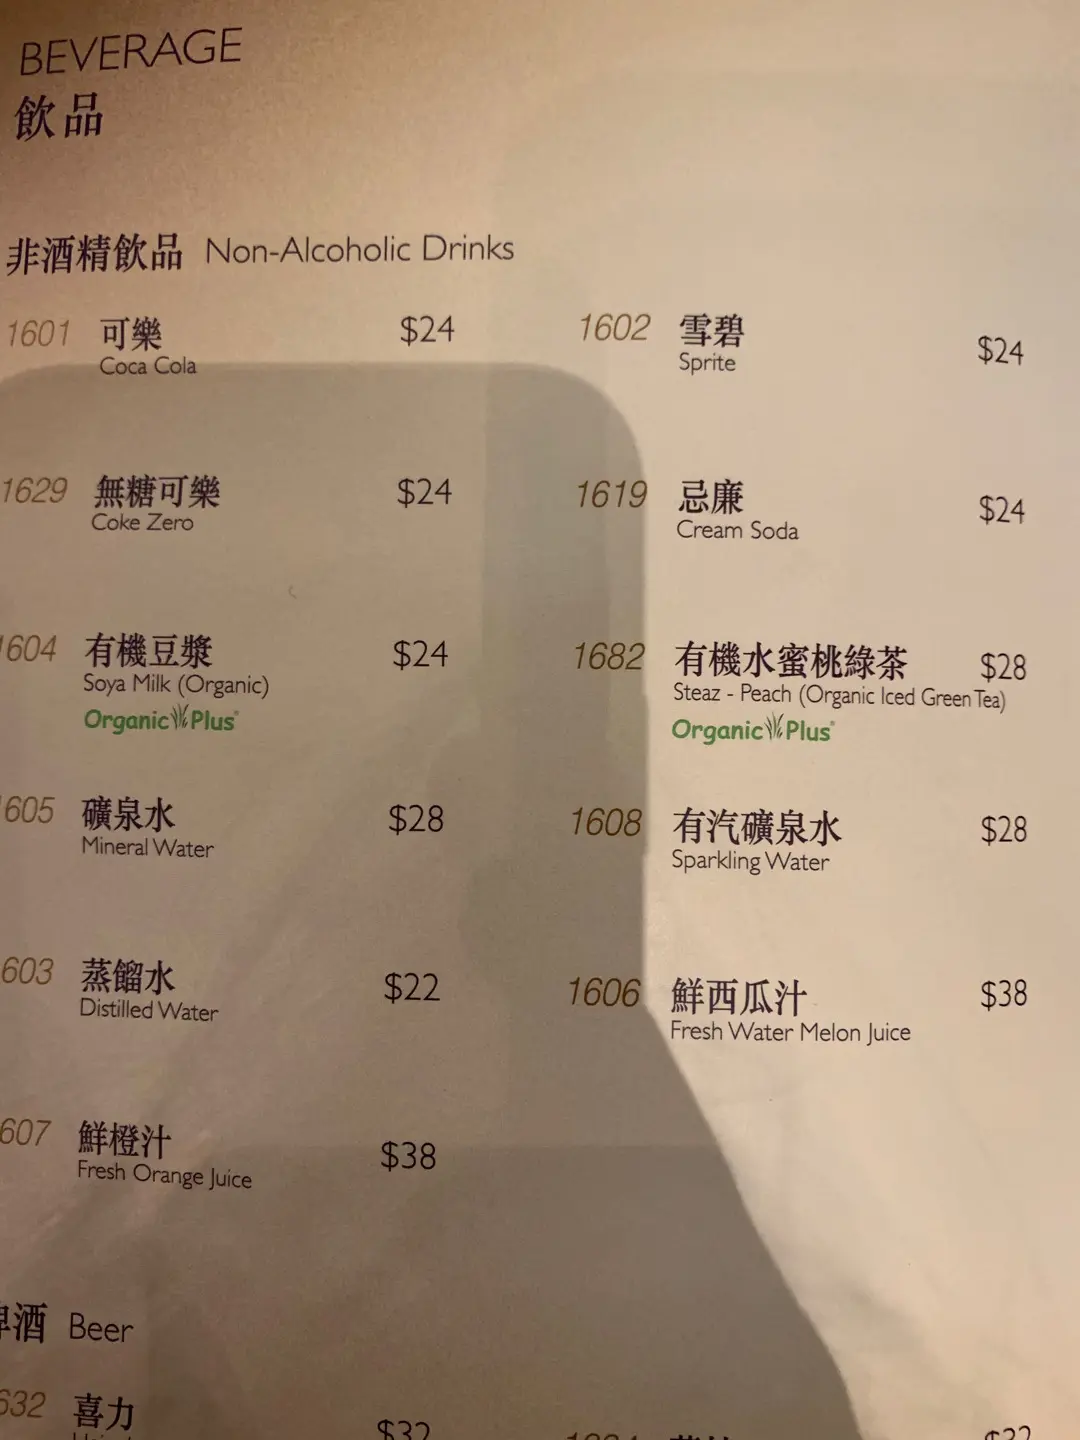 BEVERAGE
飲品
非酒精飲品 Non-Alcoholic Drinks
1601 可樂 $24
Coca Cola
1602 雪碧 $24
Sprite
1629 無糖可樂 $24
Coke Zero
1619 忌廉 $24
Cream Soda
1604 有機豆漿 $24
Soya Milk (Organic)
Organic Plus
1682 有機水蜜桃綠茶 $28
Steaz - Peach (Organic Iced Green Tea)
Organic Plus
605 礦泉水 $28
Mineral Water
1608 有汽礦泉水 $28
Sparkling Water
603 蒸餾水 $22
Distilled Water
1606 鮮西瓜汁 $38
Fresh Water Melon Juice
607 鮮橙汁 $38
Fresh Orange Juice
啤酒 Beer
632 喜力 $32